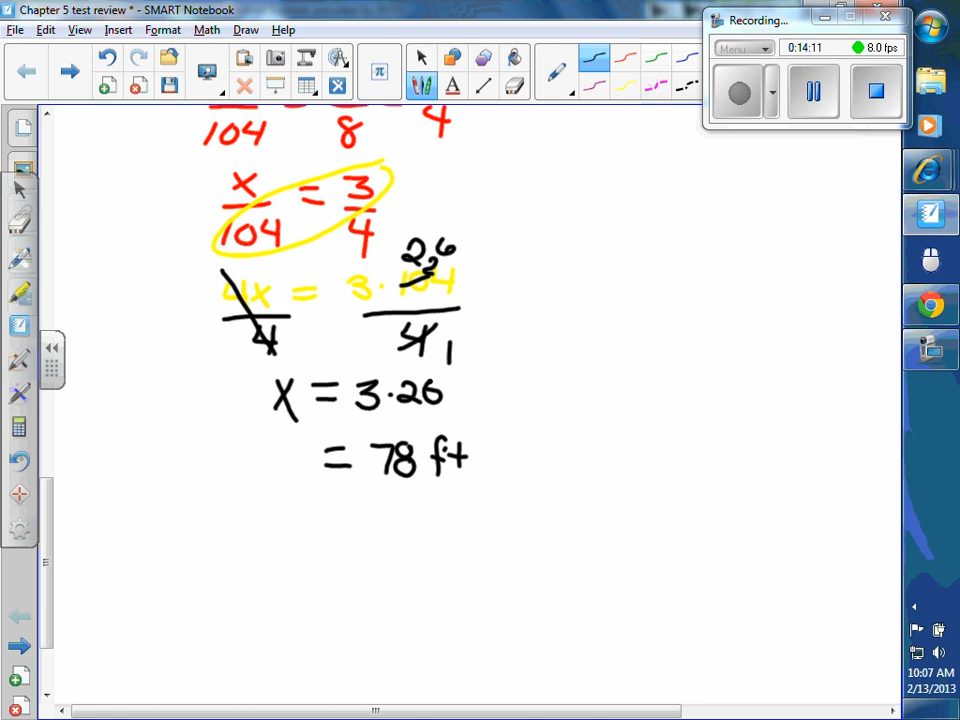 Chapter 5 test review * - SMART Notebook
File Edit View Insert Format Math Draw Help
Recording...
Menu
0:14:11
8.0 fps
π
A
104 8 4
x = 3
104 4
4x = 3 · 104
26
2
4 4 1
x = 3·26
= 78 ft
10:07 AM
2/13/2013